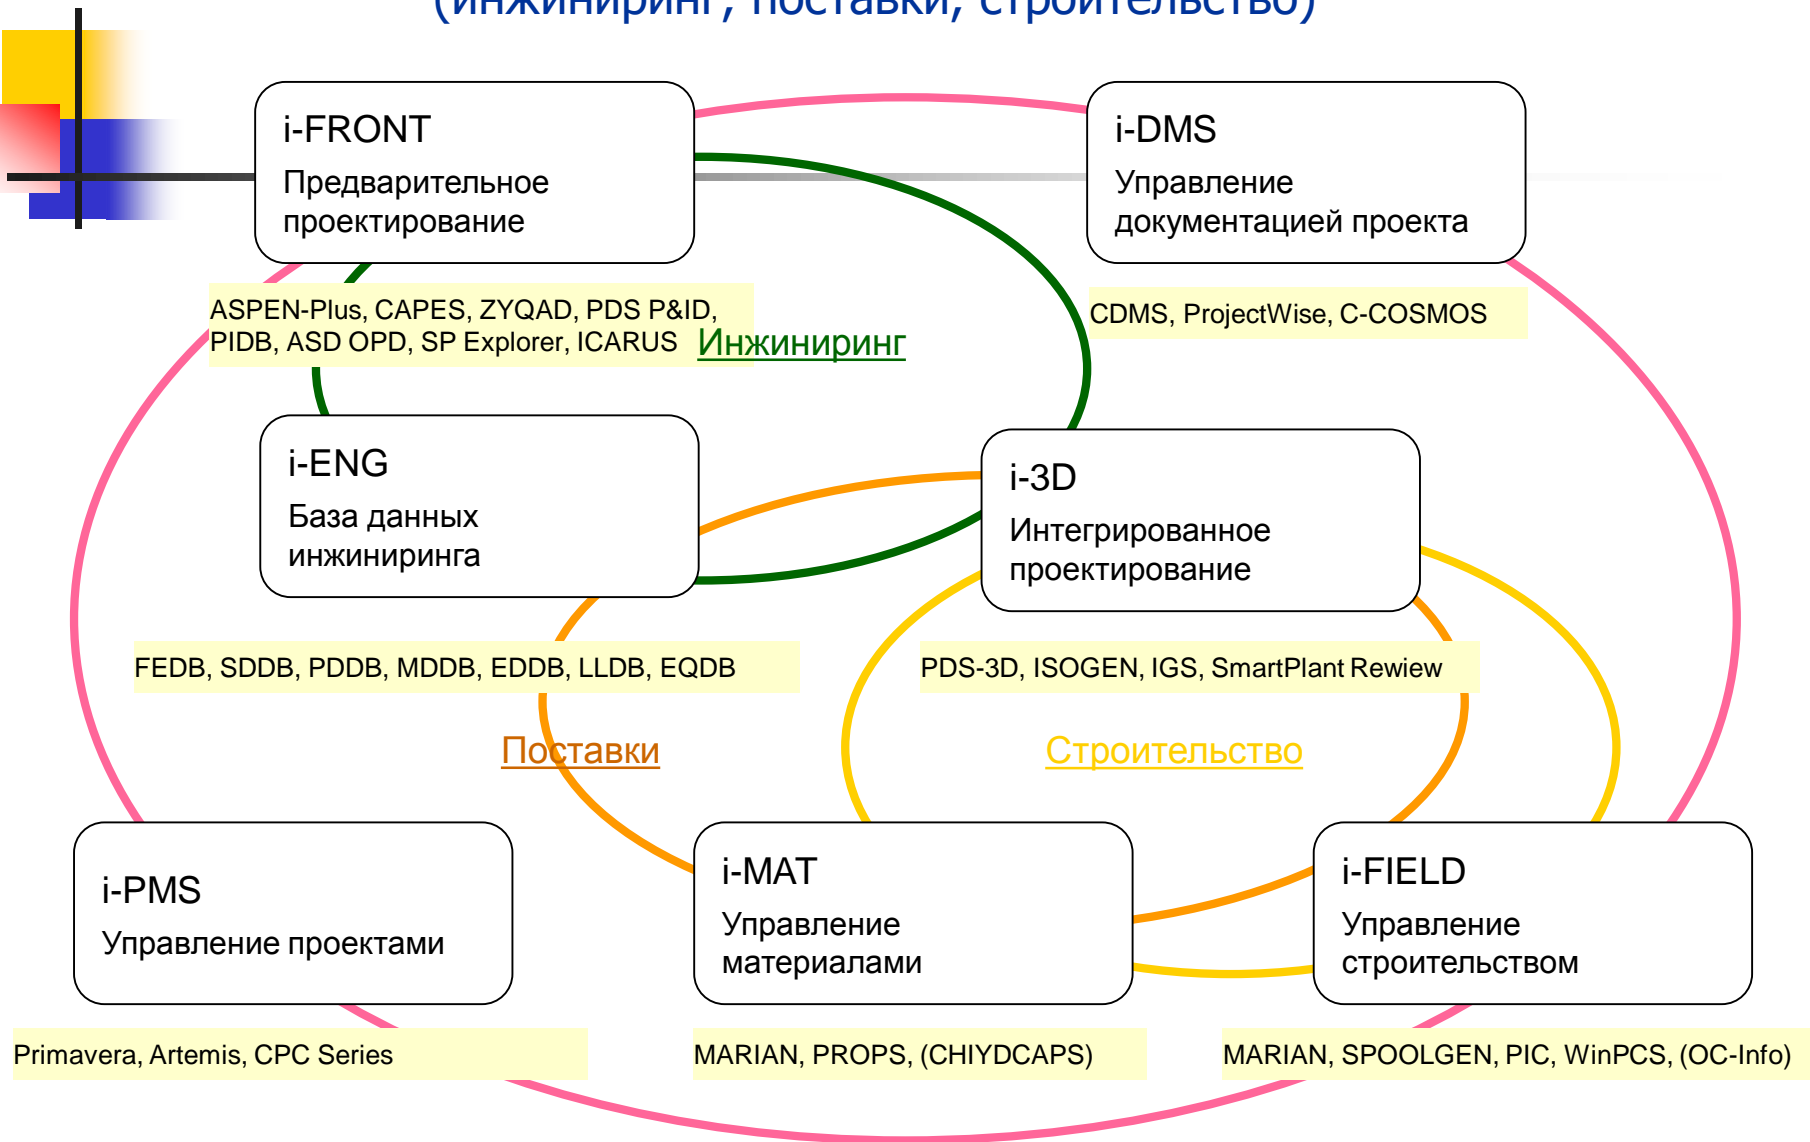 (инжиниринг, поставки, строительство)
i-FRONT
Предварительное
проектирование
i-DMS
Управление
документацией проекта
ASPEN-Plus, CAPES, ZYQAD, PDS P&ID,
PIDB, ASD OPD, SP Explorer, ICARUS
Инжиниринг
CDMS, ProjectWise, C-COSMOS
i-ENG
База данных
инжиниринга
i-3D
Интегрированное
проектирование
FEDB, SDDB, PDDB, MDDB, EDDB, LLDB, EQDB
PDS-3D, ISOGEN, IGS, SmartPlant Rewiew
Поставки
Строительство
i-PMS
Управление проектами
i-MAT
Управление
материалами
i-FIELD
Управление
строительством
Primavera, Artemis, CPC Series
MARIAN, PROPS, (CHIYDCAPS)
MARIAN, SPOOLGEN, PIC, WinPCS, (OC-Info)